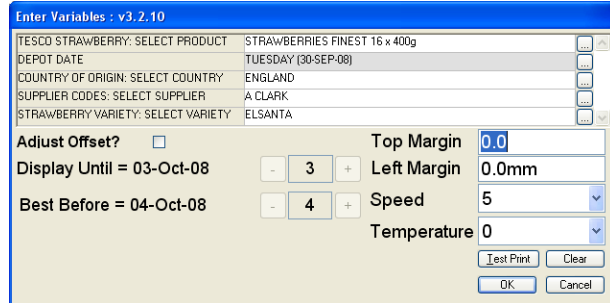 Enter Variables : v3.2.10
TESCO STRAWBERRY: SELECT PRODUCT STRAWBERRIES FINEST 16 x 400g ...
DEPOT DATE TUESDAY (30-SEP-08) ...
COUNTRY OF ORIGIN: SELECT COUNTRY ENGLAND ...
SUPPLIER CODES: SELECT SUPPLIER A CLARK ...
STRAWBERRY VARIETY: SELECT VARIETY ELSANTA ...
Adjust Offset? Top Margin 0.0
Display Until = 03-Oct-08 - 3 + Left Margin 0.0mm
Best Before = 04-Oct-08 - 4 + Speed 5
Temperature 0
Test Print Clear
OK Cancel